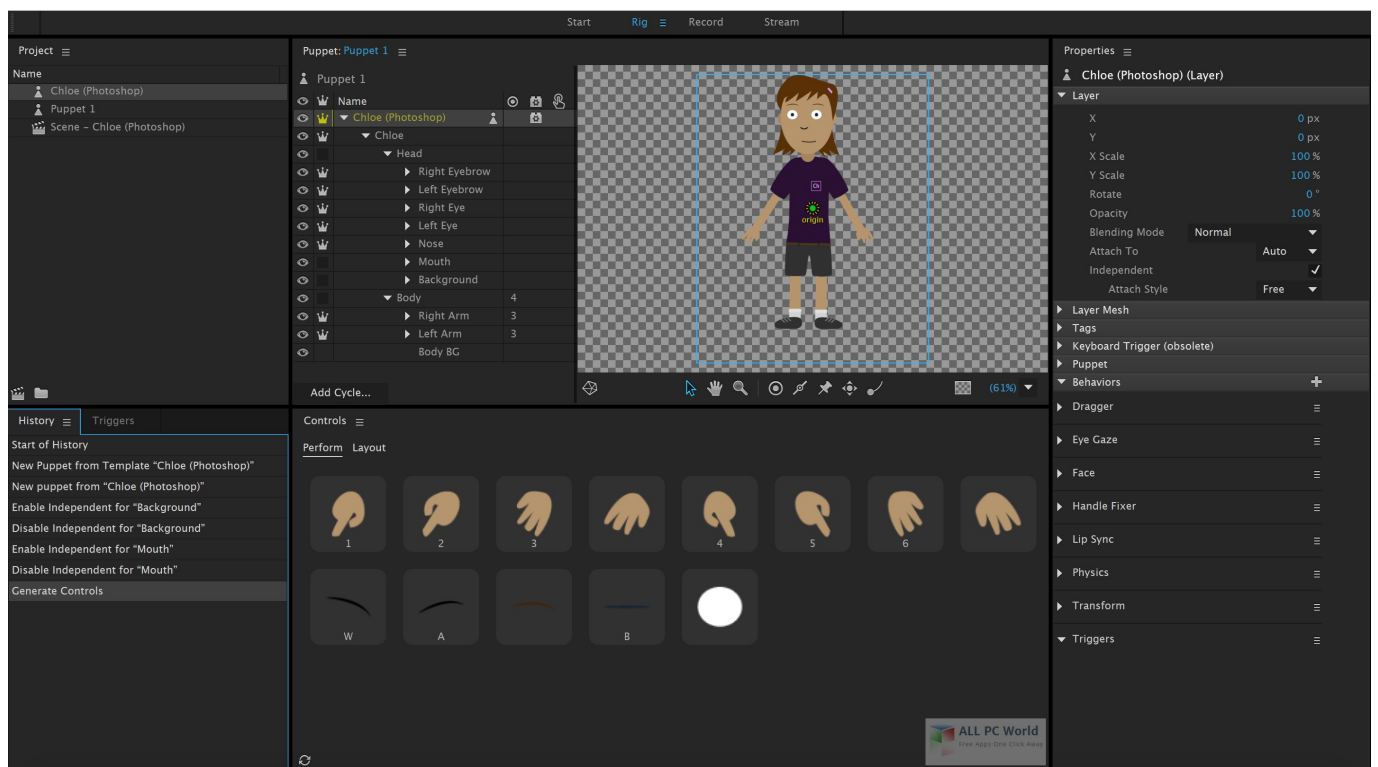 Start Rig Record Stream
Project
Name
Chloe (Photoshop)
Puppet 1
Scene – Chloe (Photoshop)
Puppet: Puppet 1
Puppet 1
Name
Chloe (Photoshop)
Chloe
Head
Right Eyebrow
Left Eyebrow
Right Eye
Left Eye
Nose
Mouth
Background
Body 4
Right Arm 3
Left Arm 3
Body BG
Add Cycle...
Ch
origin
(61%)
Properties
Chloe (Photoshop) (Layer)
Layer
X 0 px
Y 0 px
X Scale 100 %
Y Scale 100 %
Rotate 0 °
Opacity 100 %
Blending Mode Normal
Attach To Auto
Independent
Attach Style Free
Layer Mesh
Tags
Keyboard Trigger (obsolete)
Puppet
Behaviors
Dragger
Eye Gaze
Face
Handle Fixer
Lip Sync
Physics
Transform
Triggers
History Triggers
Start of History
New Puppet from Template “Chloe (Photoshop)”
New puppet from “Chloe (Photoshop)”
Enable Independent for “Background”
Disable Independent for “Background”
Enable Independent for “Mouth”
Disable Independent for “Mouth”
Generate Controls
Controls
Perform Layout
1 2 3 4 5 6
W A B
ALL PC World
Free Apps One Click Away